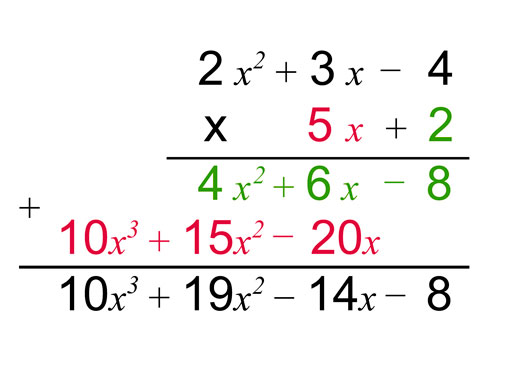 2x² + 3x − 4
x 5x + 2
4x² + 6x − 8
+
10x³ + 15x² − 20x
10x³ + 19x² − 14x − 8